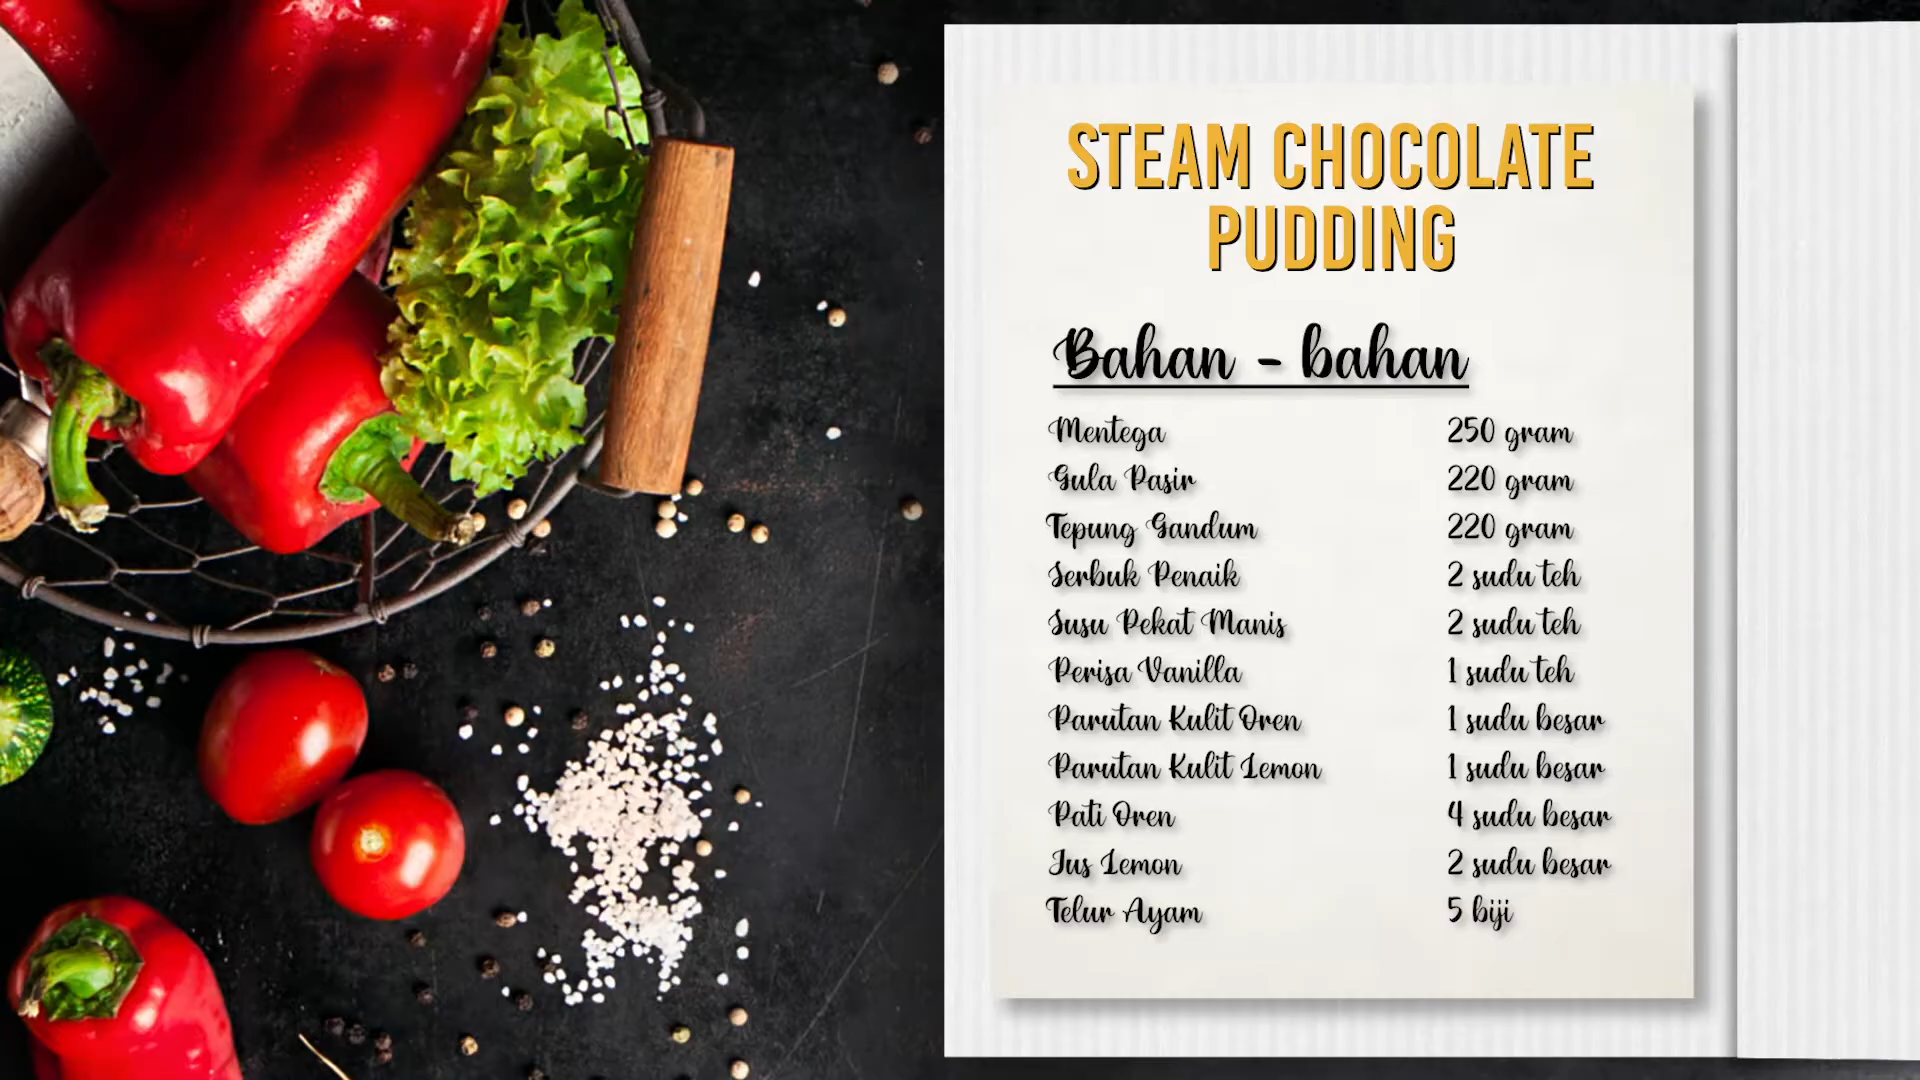 STEAM CHOCOLATE
PUDDING
Bahan - bahan
Mentega 250 gram
Gula Pasir 220 gram
Tepung Gandum 220 gram
Serbuk Penaik 2 sudu teh
Susu Pekat Manis 2 sudu teh
Perisa Vanilla 1 sudu teh
Parutan Kulit Oren 1 sudu besar
Parutan Kulit Lemon 1 sudu besar
Pati Oren 4 sudu besar
Jus Lemon 2 sudu besar
Telur Ayam 5 biji